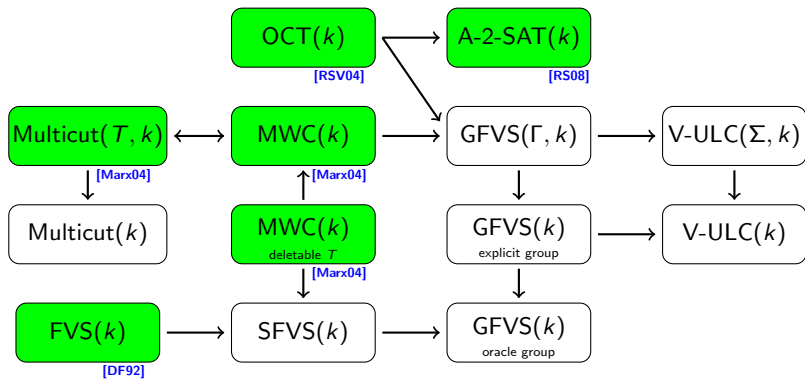 OCT(k) A-2-SAT(k)
[RSV04] [RS08]
Multicut(T, k) MWC(k) GFVS(Γ, k) V-ULC(Σ, k)
[Marx04] [Marx04]
Multicut(k) MWC(k) GFVS(k) V-ULC(k)
deletable T explicit group
[Marx04]
FVS(k) SFVS(k) GFVS(k)
oracle group
[DF92]